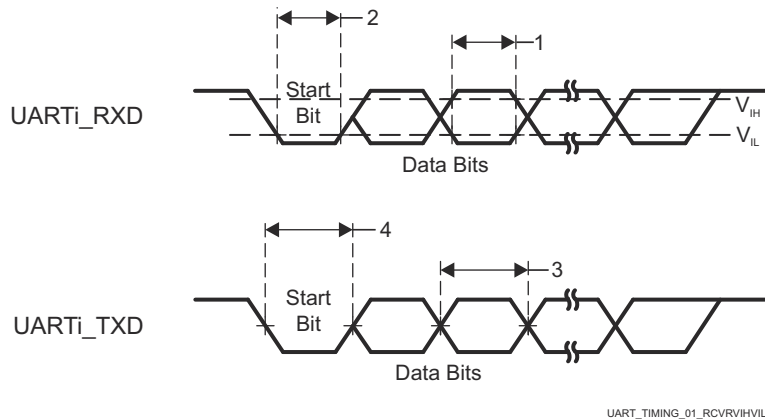 2
1
UARTi_RXD
Start
Bit
VIH
VIL
Data Bits
4
3
UARTi_TXD
Start
Bit
Data Bits
UART_TIMING_01_RCVRVIHVIL